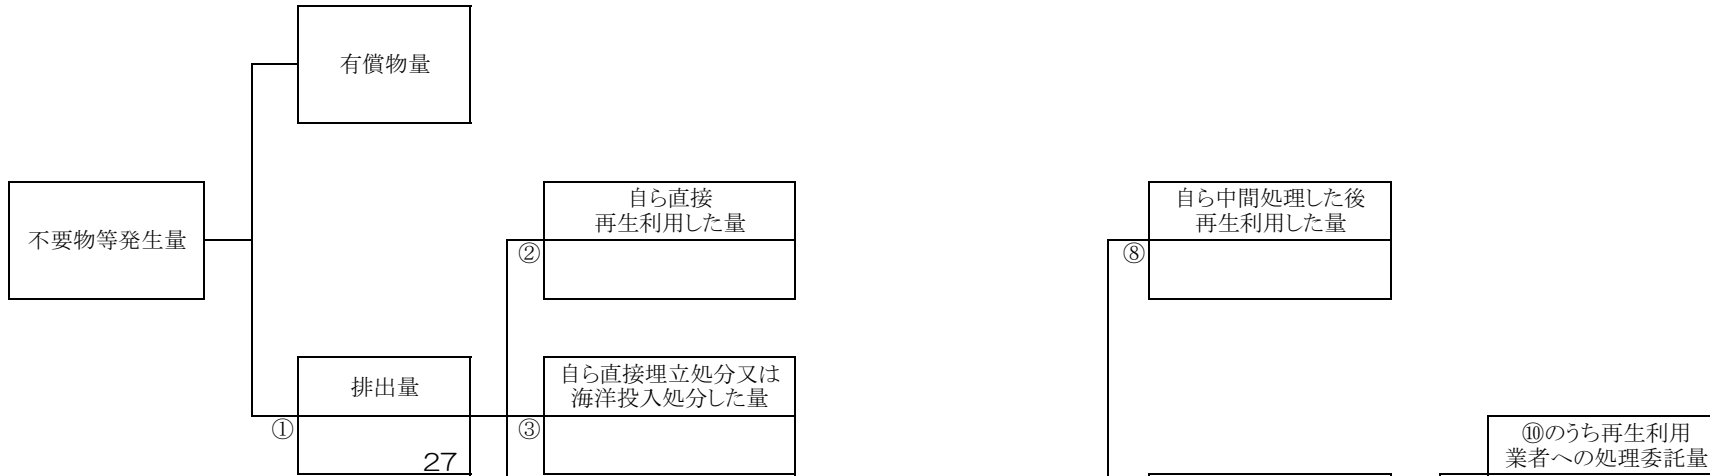 有償物量
不要物等発生量
自ら直接
再生利用した量
②
自ら中間処理した後
再生利用した量
⑧
排出量
①
27
自ら直接埋立処分又は
海洋投入処分した量
③
⑩のうち再生利用
業者への処理委託量